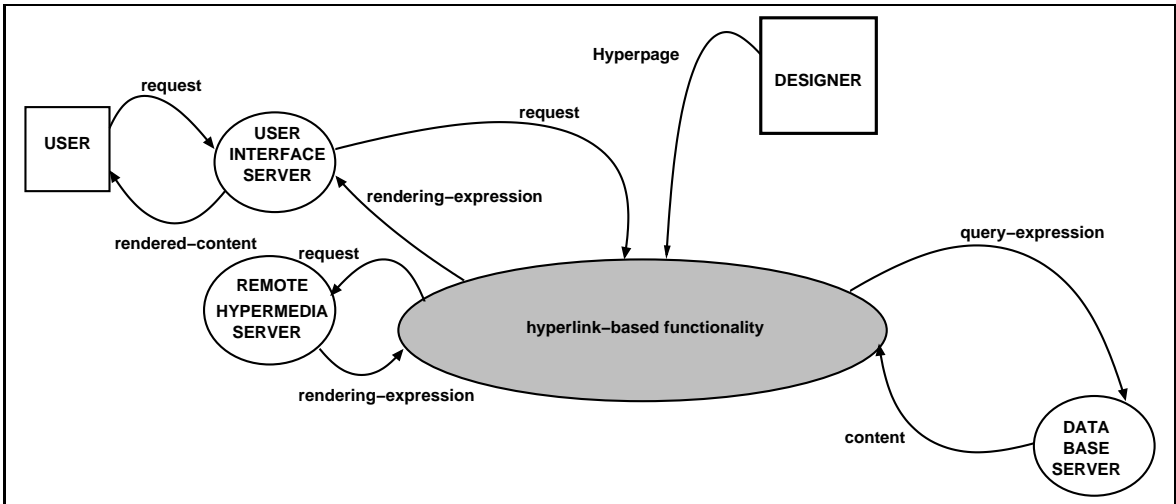 Hyperpage
DESIGNER
request
USER
USER
INTERFACE
SERVER
request
rendering−expression
rendered−content
request
REMOTE
HYPERMEDIA
SERVER
rendering−expression
hyperlink−based functionality
query−expression
content
DATA
BASE
SERVER